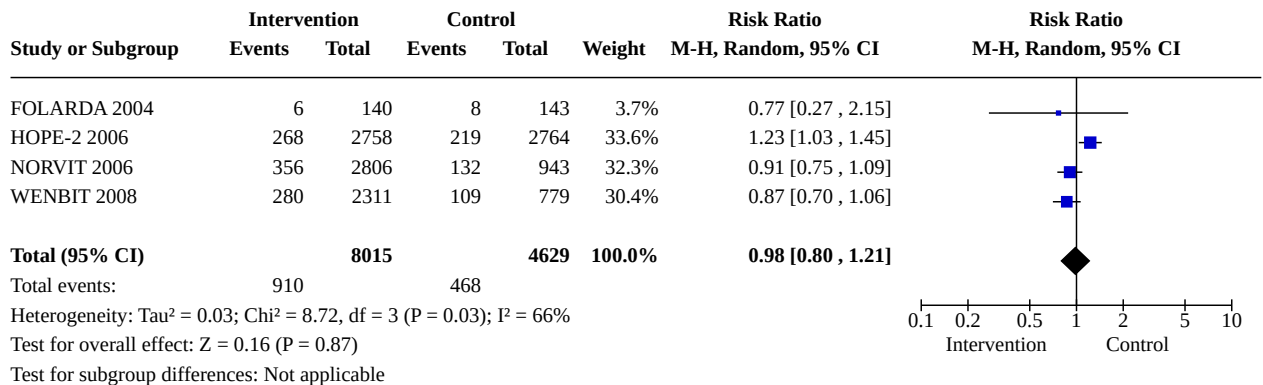 Intervention Control Risk Ratio Risk Ratio
Study or Subgroup Events Total Events Total Weight M-H, Random, 95% CI M-H, Random, 95% CI
FOLARDA 2004 6 140 8 143 3.7% 0.77 [0.27 , 2.15]
HOPE-2 2006 268 2758 219 2764 33.6% 1.23 [1.03 , 1.45]
NORVIT 2006 356 2806 132 943 32.3% 0.91 [0.75 , 1.09]
WENBIT 2008 280 2311 109 779 30.4% 0.87 [0.70 , 1.06]
Total (95% CI) 8015 4629 100.0% 0.98 [0.80 , 1.21]
Total events: 910 468
Heterogeneity: Tau² = 0.03; Chi² = 8.72, df = 3 (P = 0.03); I² = 66%
0.1 0.2 0.5 1 2 5 10
Test for overall effect: Z = 0.16 (P = 0.87)
Intervention Control
Test for subgroup differences: Not applicable